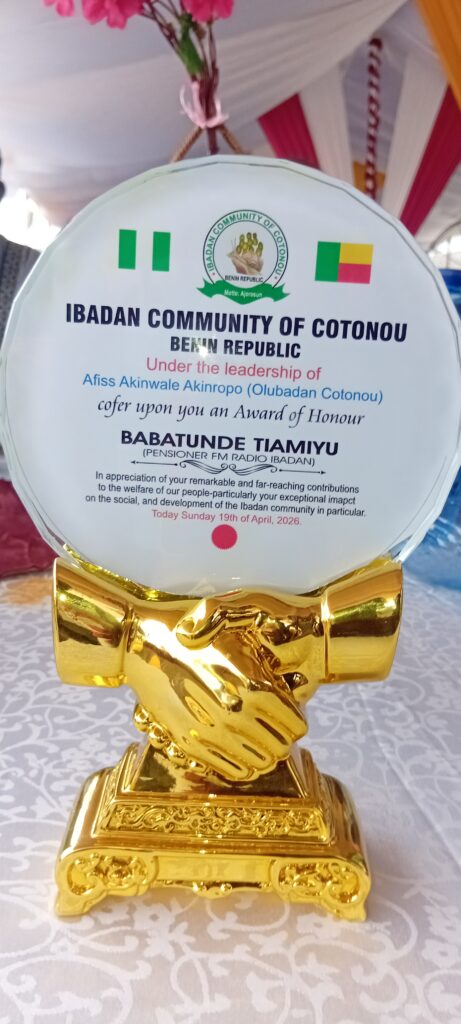 IBADAN COMMUNITY OF COTONOU
BENIN REPUBLIC
Motto: Ajorosun
IBADAN COMMUNITY OF COTONOU
BENIN REPUBLIC
Under the leadership of
Afiss Akinwale Akinropo (Olubadan Cotonou)
cofer upon you an Award of Honour
BABATUNDE TIAMIYU
(PENSIONER FM RADIO IBADAN)
In appreciation of your remarkable and far-reaching contributions
to the welfare of our people-particularly your exceptional imapct
on the social, and development of the Ibadan community in particular.
Today Sunday 19th of April, 2026.